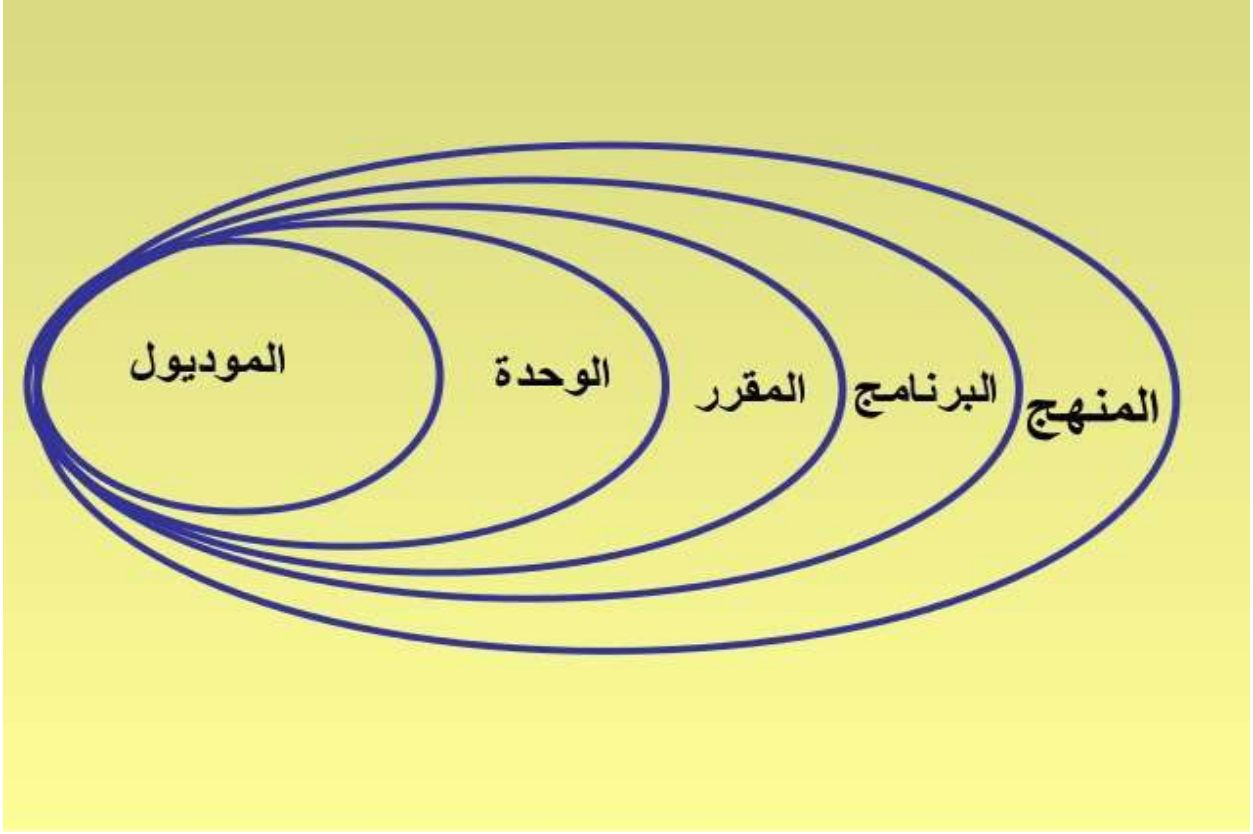 المنهج
البرنامج
المقرر
الوحدة
الموديول